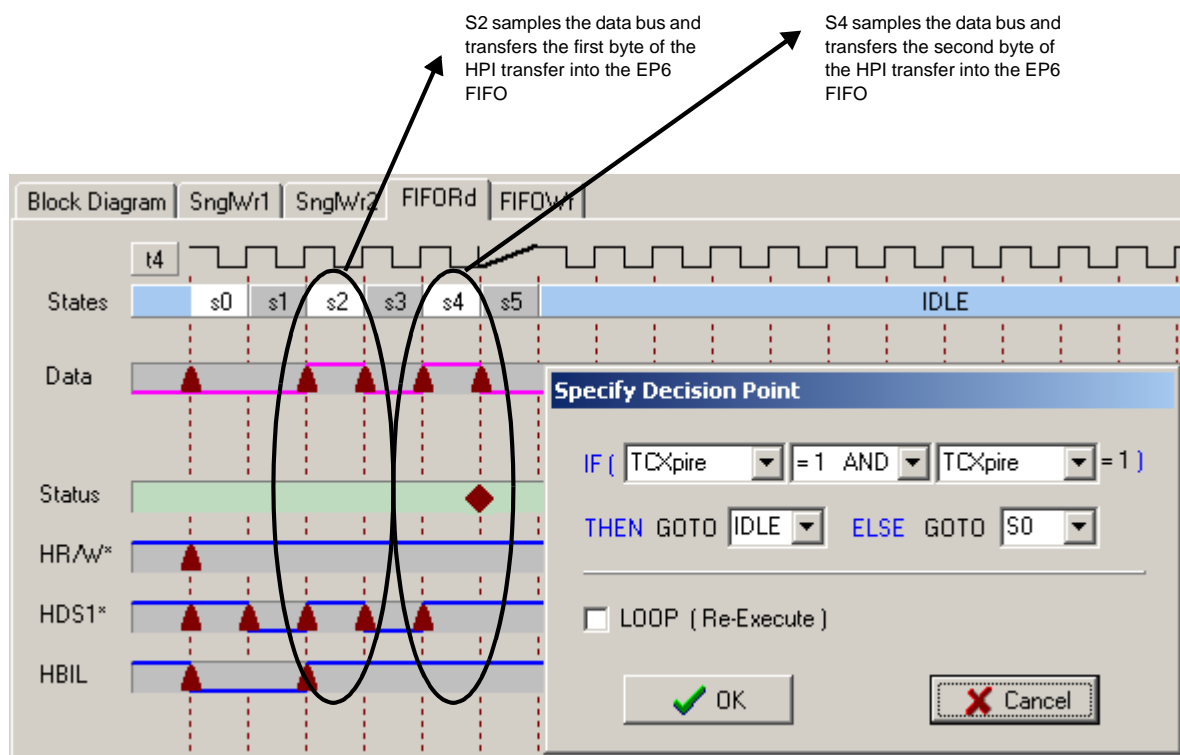 S2 samples the data bus and
transfers the first byte of the
HPI transfer into the EP6
FIFO
S4 samples the data bus and
transfers the second byte of
the HPI transfer into the EP6
FIFO
Block Diagram SnglWr1 SnglWr2 FIFORd FIFOWr
t4
States s0 s1 s2 s3 s4 s5 IDLE
Data
Specify Decision Point
IF ( TCXpire = 1 AND TCXpire = 1 )
Status
THEN GOTO IDLE ELSE GOTO S0
HR/W*
HDS1*
LOOP ( Re-Execute )
HBIL
OK Cancel